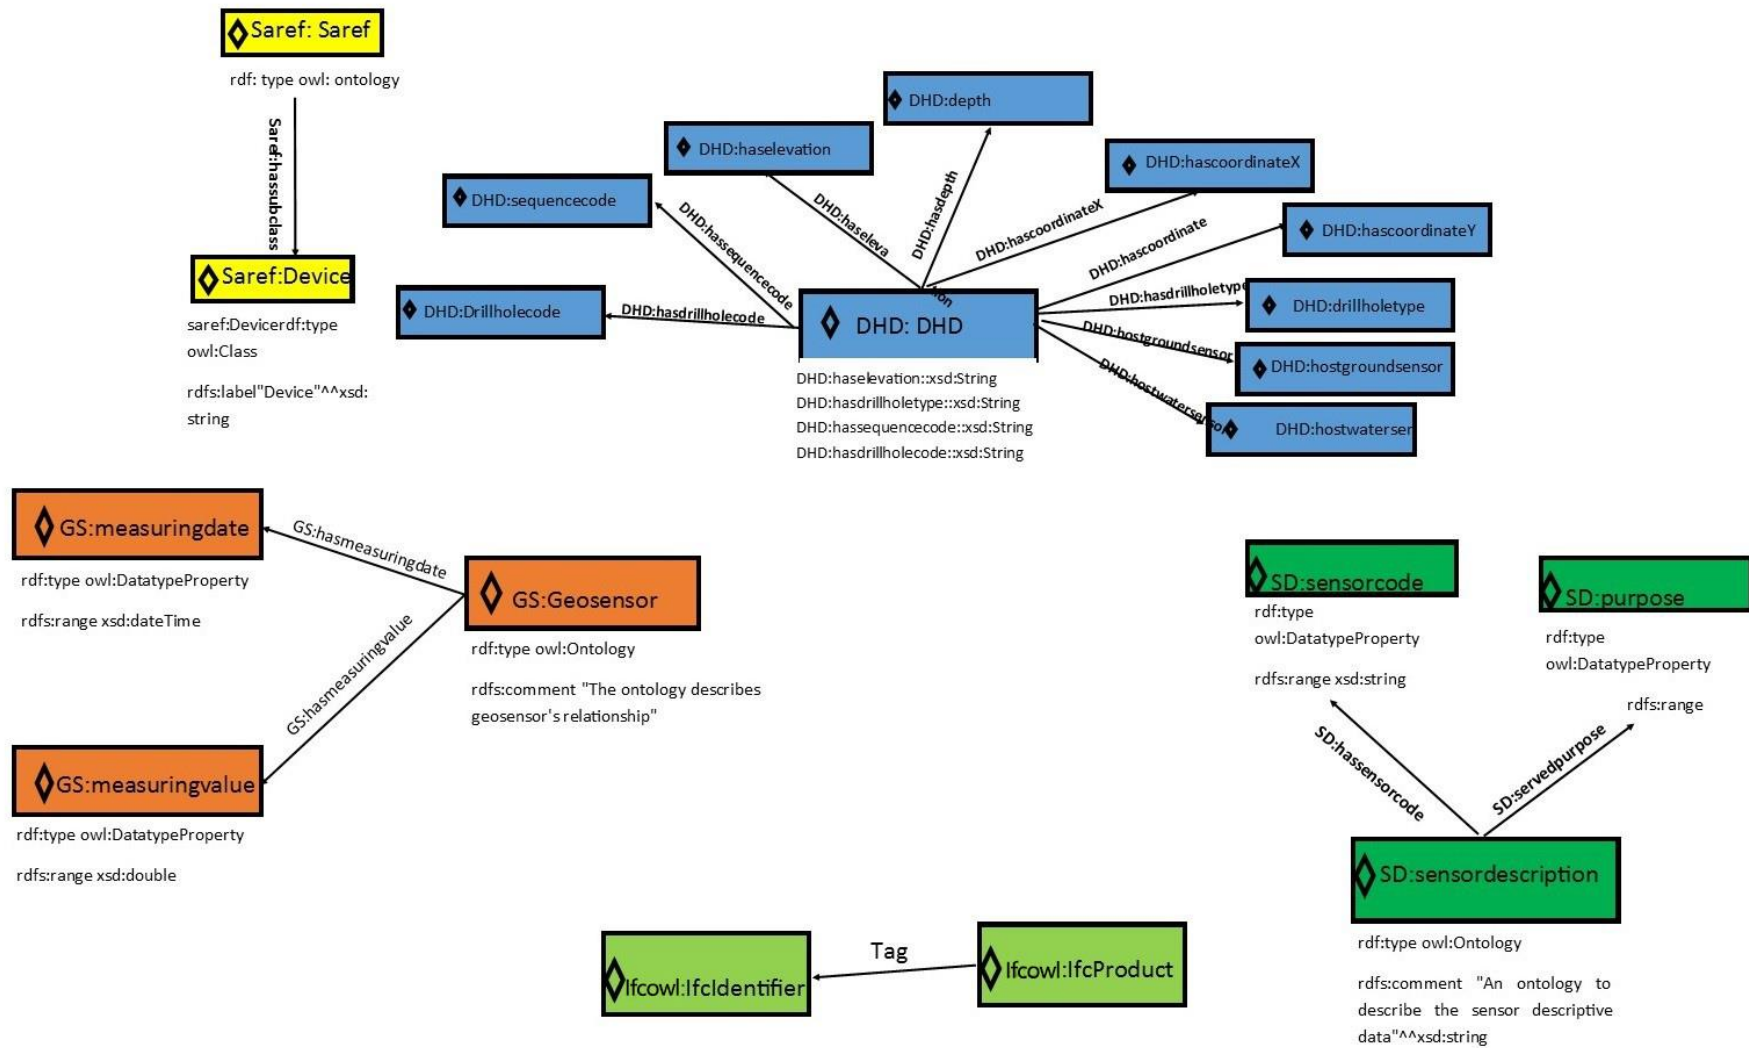 Saref: Saref
rdf: type owl: ontology
Saref:hassubclass
Saref:Device
saref:Devicerdf:type
owl:Class
rdfs:label"Device"^^xsd:
string
DHD:depth
DHD:haselevation
DHD:hascoordinateX
DHD:sequencecode
DHD:hascoordinateY
DHD:Drillholecode
DHD:drillholetype
DHD:hostgroundsensor
DHD:hostwaterser
DHD:hassequencecode
DHD:haseleva
tion
DHD:hasdepth
DHD:hascoordinateX
DHD:hascoordinate
DHD:hasdrillholetype
DHD:hostgroundsensor
DHD:hostwatersensor
DHD:hasdrillholecode
DHD: DHD
DHD:haselevation::xsd:String
DHD:hasdrillholetype::xsd:String
DHD:hassequencecode::xsd:String
DHD:hasdrillholecode::xsd:String
GS:measuringdate
rdf:type owl:DatatypeProperty
rdfs:range xsd:dateTime
GS:hasmeasuringdate
GS:Geosensor
rdf:type owl:Ontology
rdfs:comment "The ontology describes
geosensor's relationship"
GS:hasmeasuringvalue
GS:measuringvalue
rdf:type owl:DatatypeProperty
rdfs:range xsd:double
SD:sensorcode
rdf:type
owl:DatatypeProperty
rdfs:range xsd:string
SD:purpose
rdf:type
owl:DatatypeProperty
rdfs:range
SD:hassensorcode
SD:servedpurpose
SD:sensordescription
rdf:type owl:Ontology
rdfs:comment "An ontology to
describe the sensor descriptive
data"^^xsd:string
Ifcowl:IfcIdentifier
Tag
Ifcowl:IfcProduct